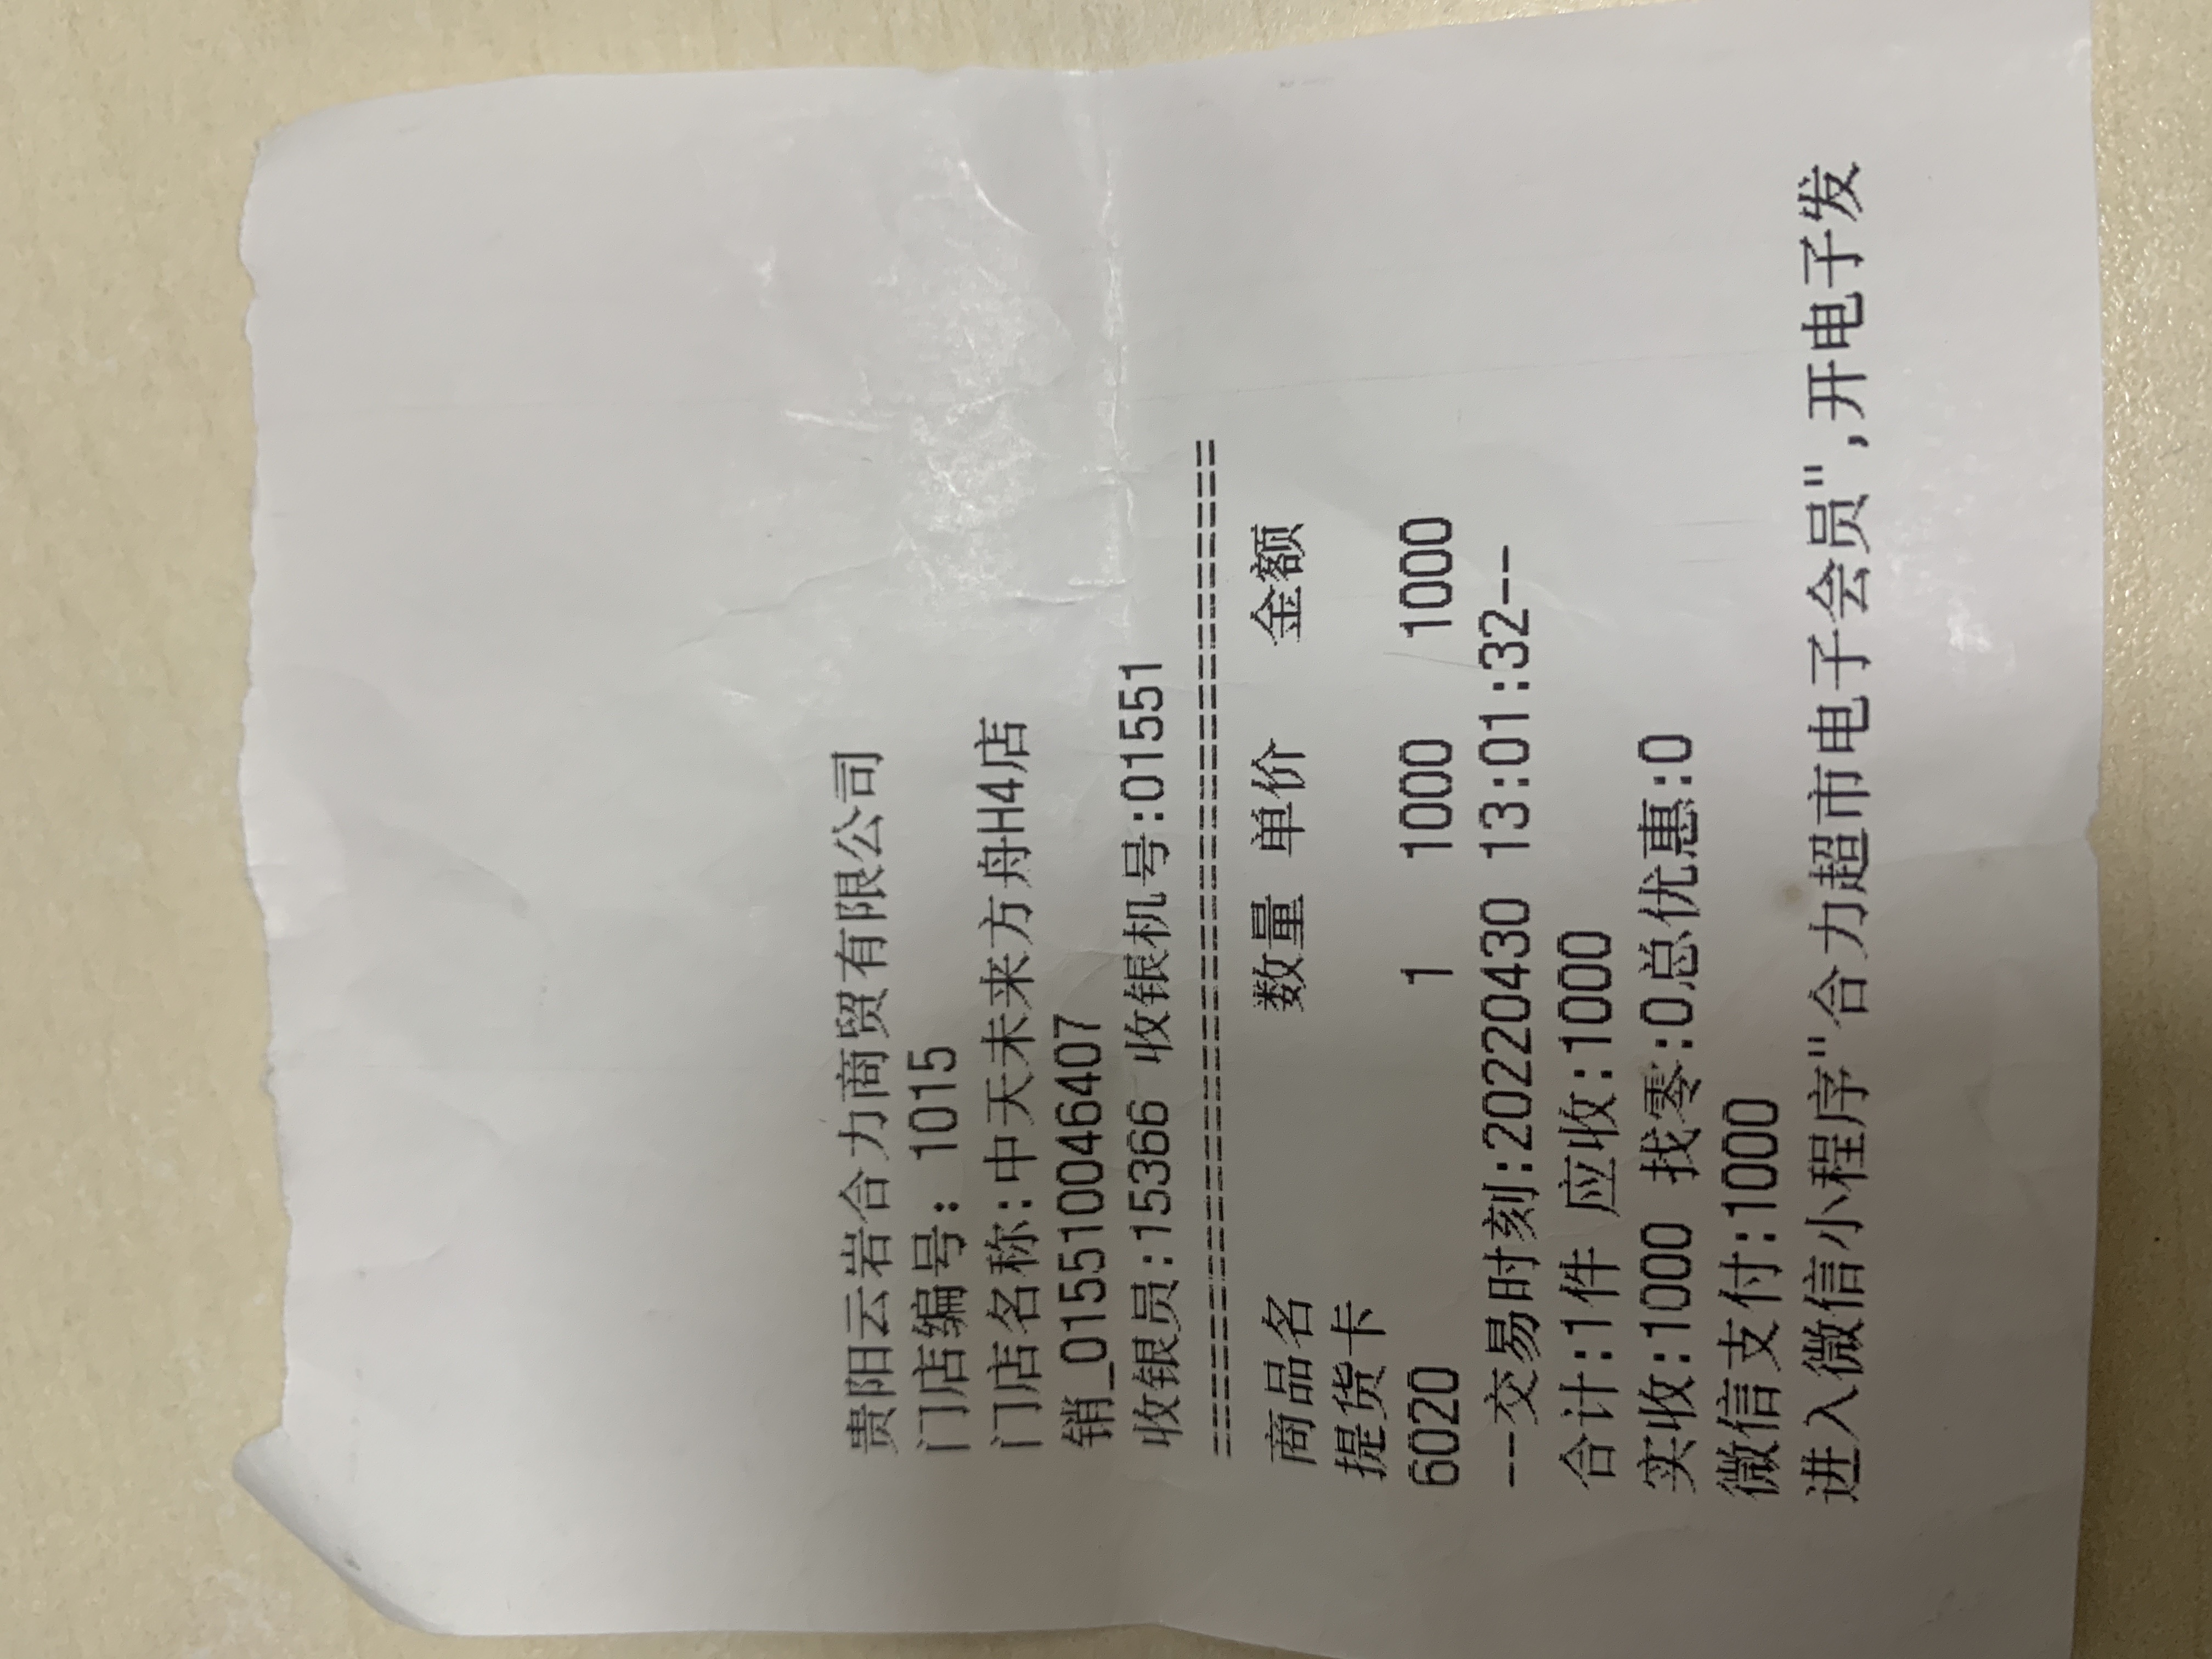 贵阳云岩合力商贸有限公司
门店编号: 1015
门店名称:中天未来方舟H4店
销_015510046407
收银员:15366 收银机号:01551
==========================================
商品名 数量 单价 金额
提货卡
6020 1 1000 1000
--交易时刻:20220430 13:01:32--
合计:1件 应收:1000
实收:1000 找零:0总优惠:0
微信支付:1000
进入微信小程序"合力超市电子会员",开电子发